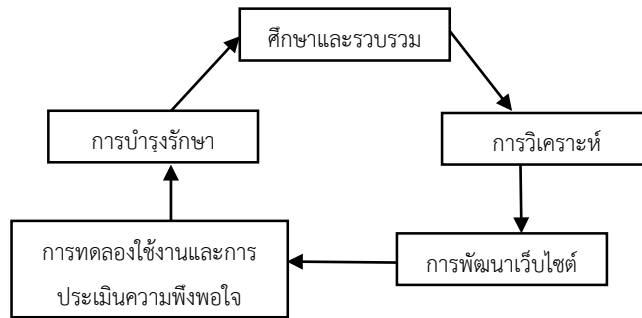 ศึกษาและรวบรวม
การวิเคราะห์
การพัฒนาเว็บไซต์
การทดลองใช้งานและการ
ประเมินความพึงพอใจ
การบำรุงรักษา